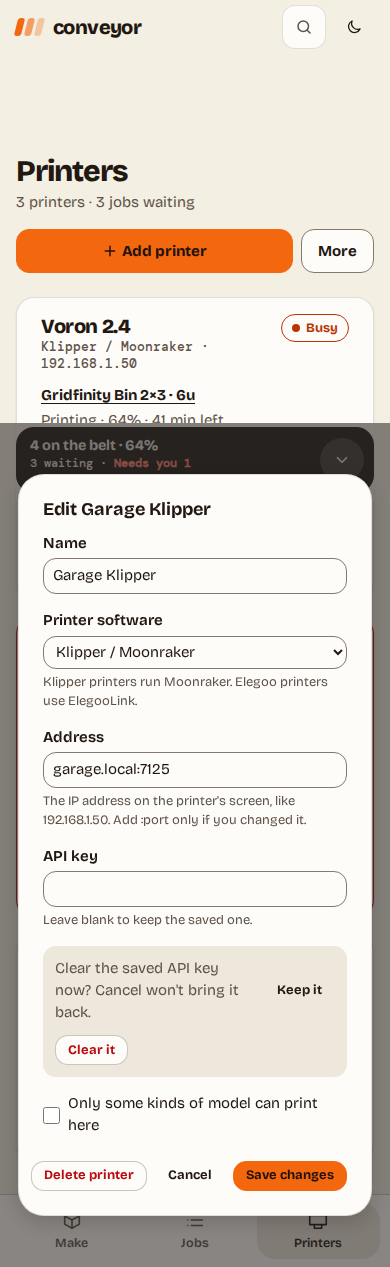 conveyor
Printers
3 printers · 3 jobs waiting
+ Add printer
More
Voron 2.4
Busy
Klipper / Moonraker ·
192.168.1.50
Gridfinity Bin 2×3 · 6u
Printing · 64% · 41 min left
4 on the belt · 64%
3 waiting · Needs you 1
Edit Garage Klipper
Name
Garage Klipper
Printer software
Klipper / Moonraker
Klipper printers run Moonraker. Elegoo printers
use ElegooLink.
Address
garage.local:7125
The IP address on the printer's screen, like
192.168.1.50. Add :port only if you changed it.
API key
Leave blank to keep the saved one.
Clear the saved API key
now? Cancel won't bring it
back.
Keep it
Clear it
Only some kinds of model can print
here
Delete printer
Cancel
Save changes
Make
Jobs
Printers